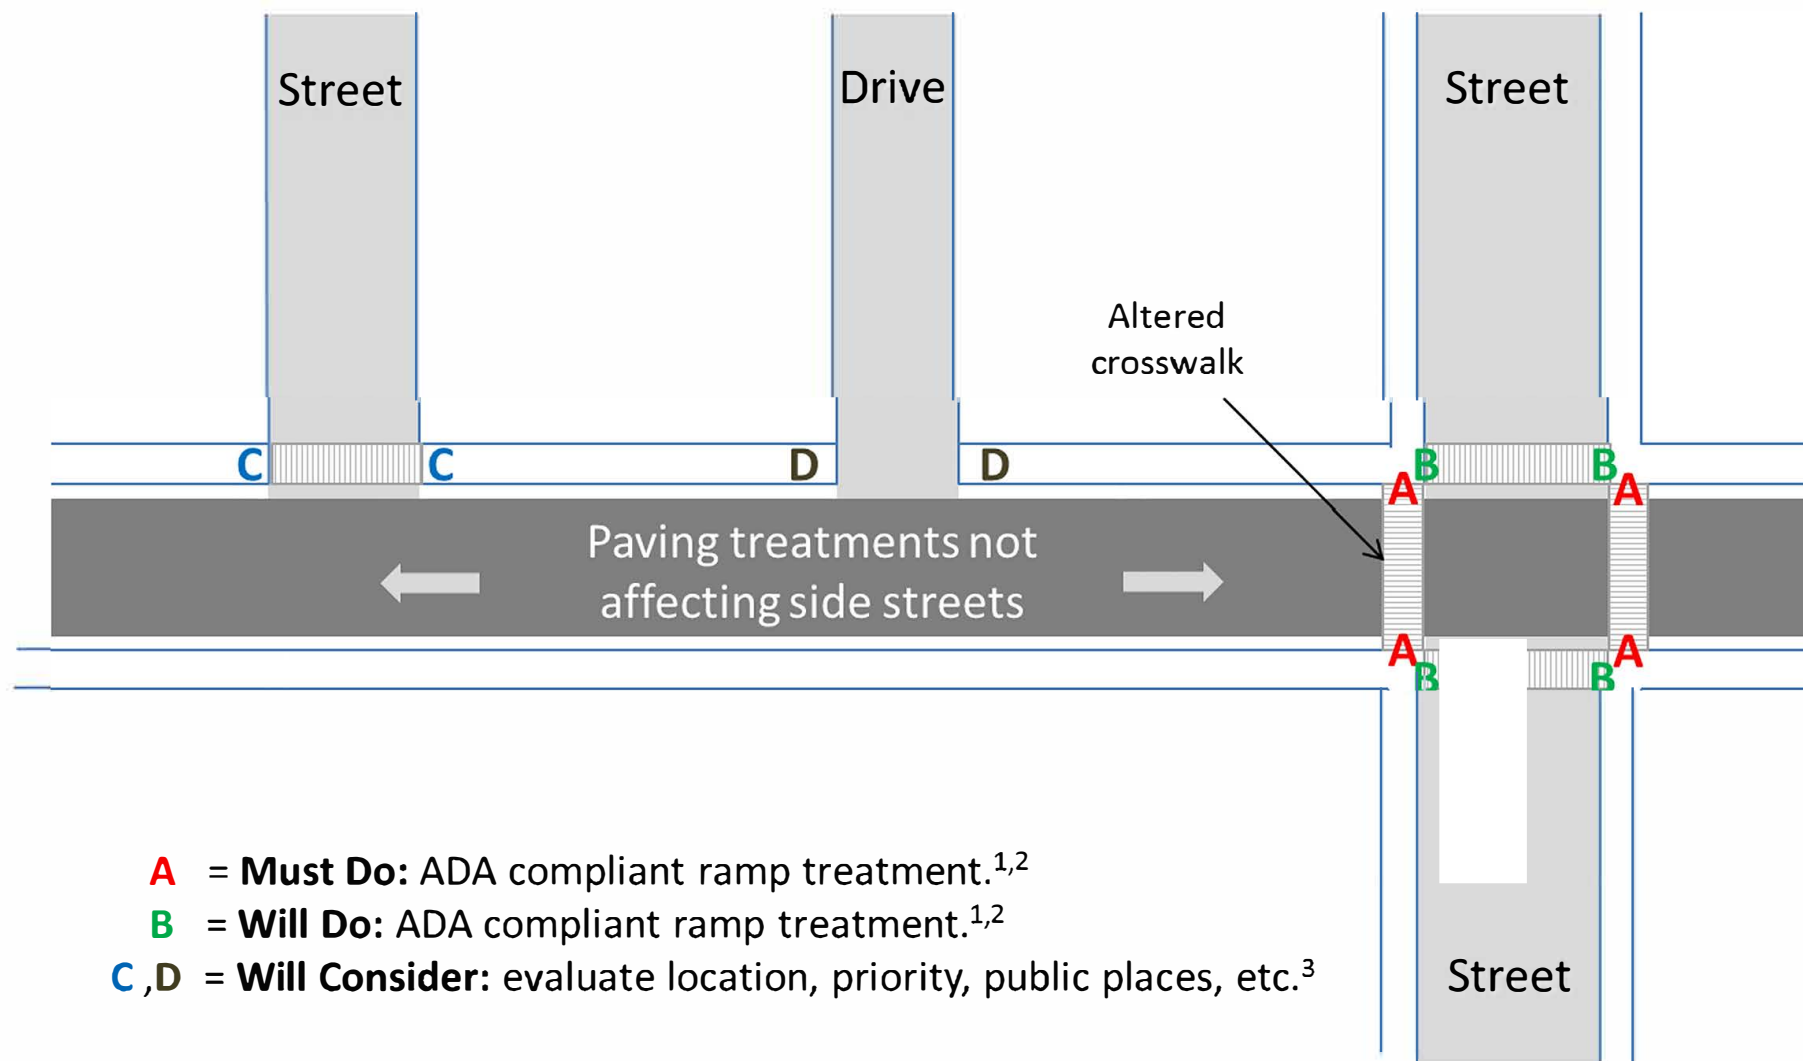 Street
Drive
Street
Altered
crosswalk
C C D D B B
A A
Paving treatments not
affecting side streets
A A
B B
A = Must Do: ADA compliant ramp treatment.1,2
B = Will Do: ADA compliant ramp treatment.1,2
C ,D = Will Consider: evaluate location, priority, public places, etc.3
Street